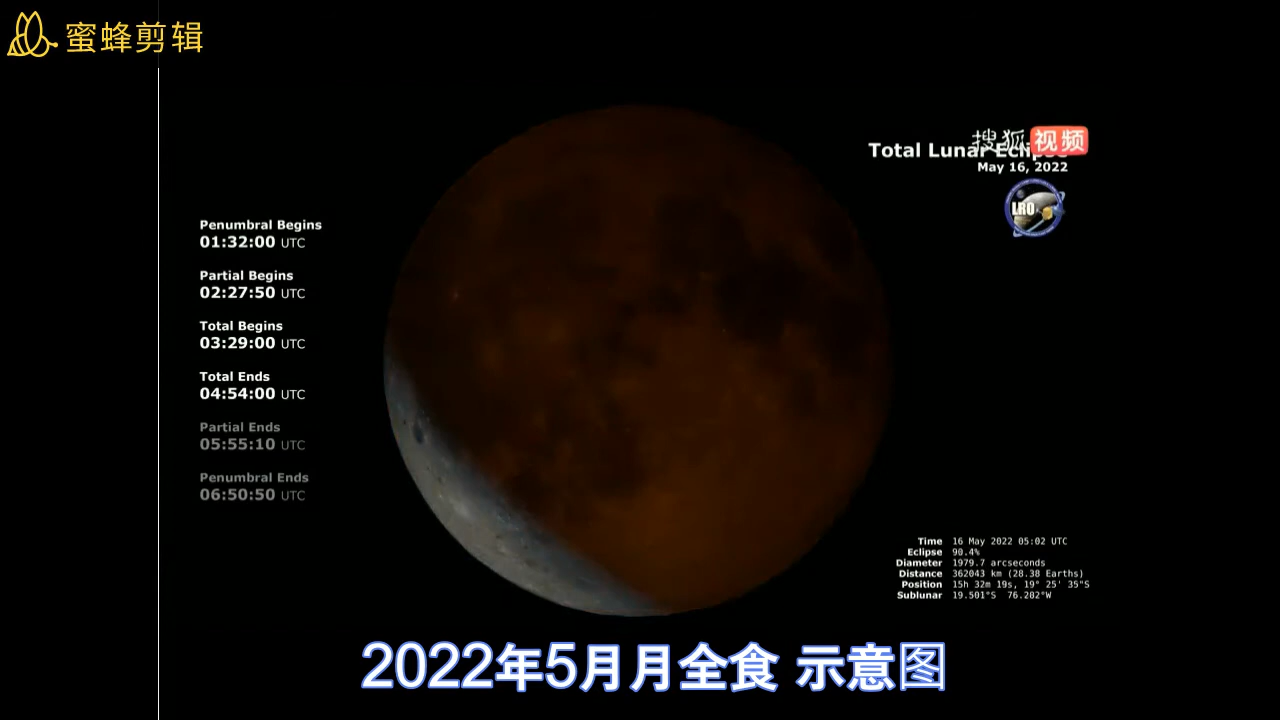 蜜蜂剪辑
搜狐视频
Total Lunar Eclipse
May 16, 2022
LRO
Penumbral Begins
01:32:00 UTC
Partial Begins
02:27:50 UTC
Total Begins
03:29:00 UTC
Total Ends
04:54:00 UTC
Partial Ends
05:55:10 UTC
Penumbral Ends
06:50:50 UTC
Time 16 May 2022 05:02 UTC
Eclipse 90.4%
Diameter 1979.7 arcseconds
Distance 362043 km (28.38 Earths)
Position 15h 32m 19s, 19° 25' 35"S
Sublunar 19.501°S 76.282°W
2022年5月月全食 示意图